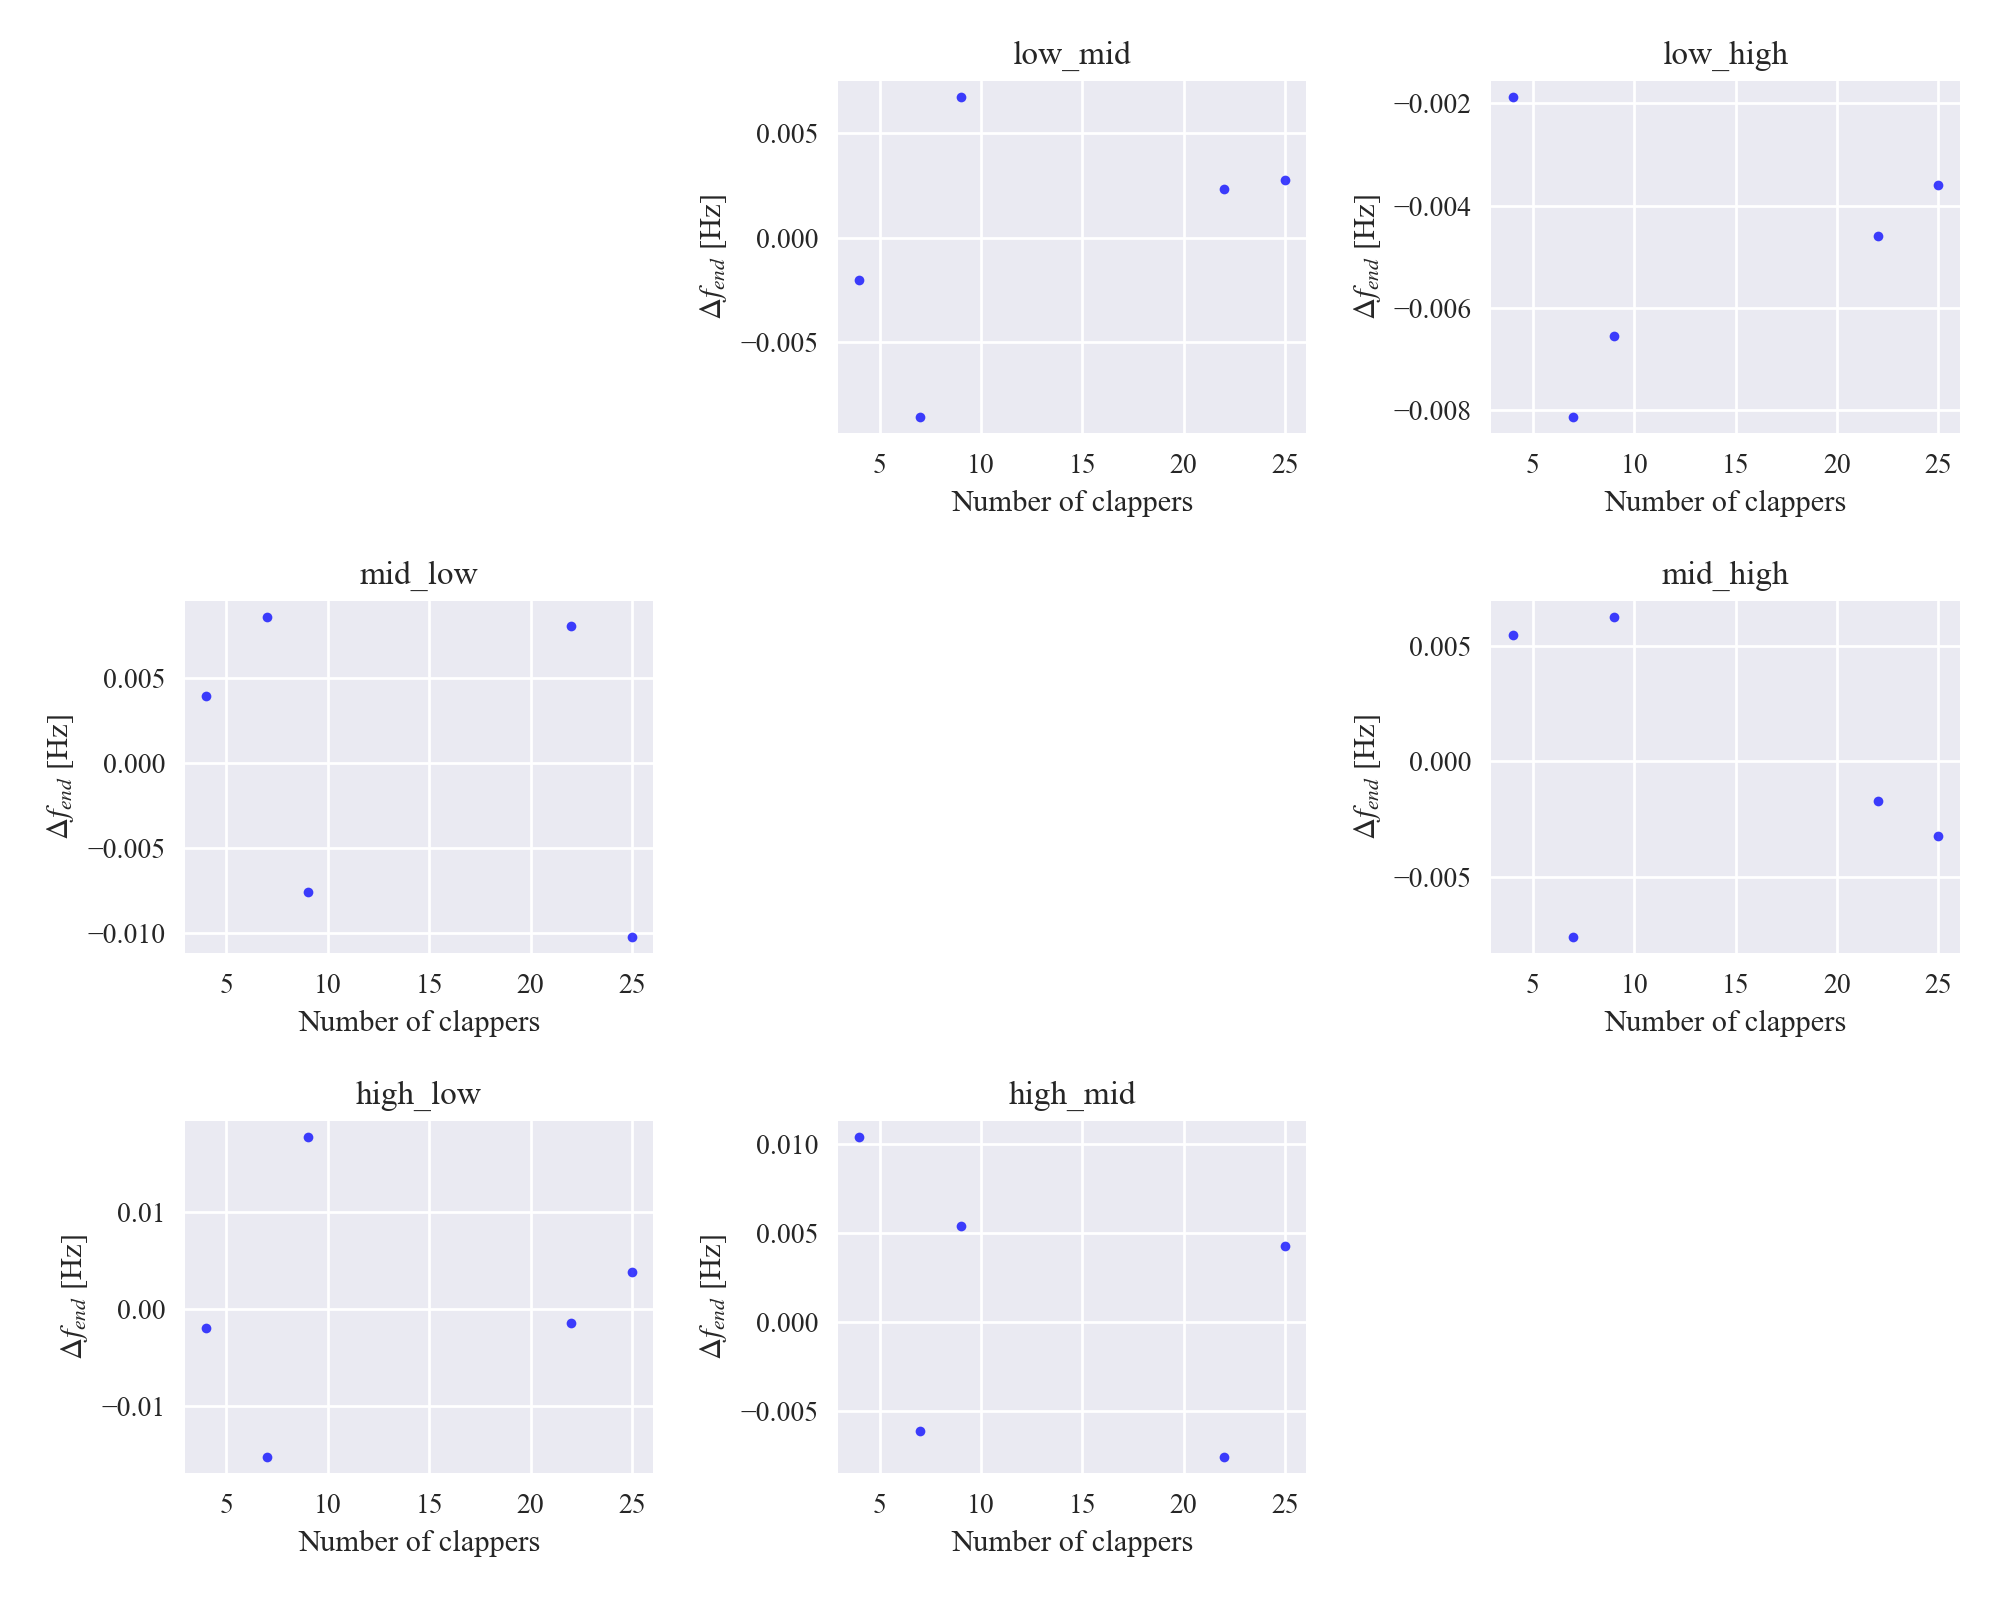 low_mid
0.005
0.000
−0.005
Δf_end [Hz]
5 10 15 20 25
Number of clappers
low_high
−0.002
−0.004
−0.006
−0.008
Δf_end [Hz]
5 10 15 20 25
Number of clappers
mid_low
0.005
0.000
−0.005
−0.010
Δf_end [Hz]
5 10 15 20 25
Number of clappers
mid_high
0.005
0.000
−0.005
Δf_end [Hz]
5 10 15 20 25
Number of clappers
high_low
0.01
0.00
−0.01
Δf_end [Hz]
5 10 15 20 25
Number of clappers
high_mid
0.010
0.005
0.000
−0.005
Δf_end [Hz]
5 10 15 20 25
Number of clappers